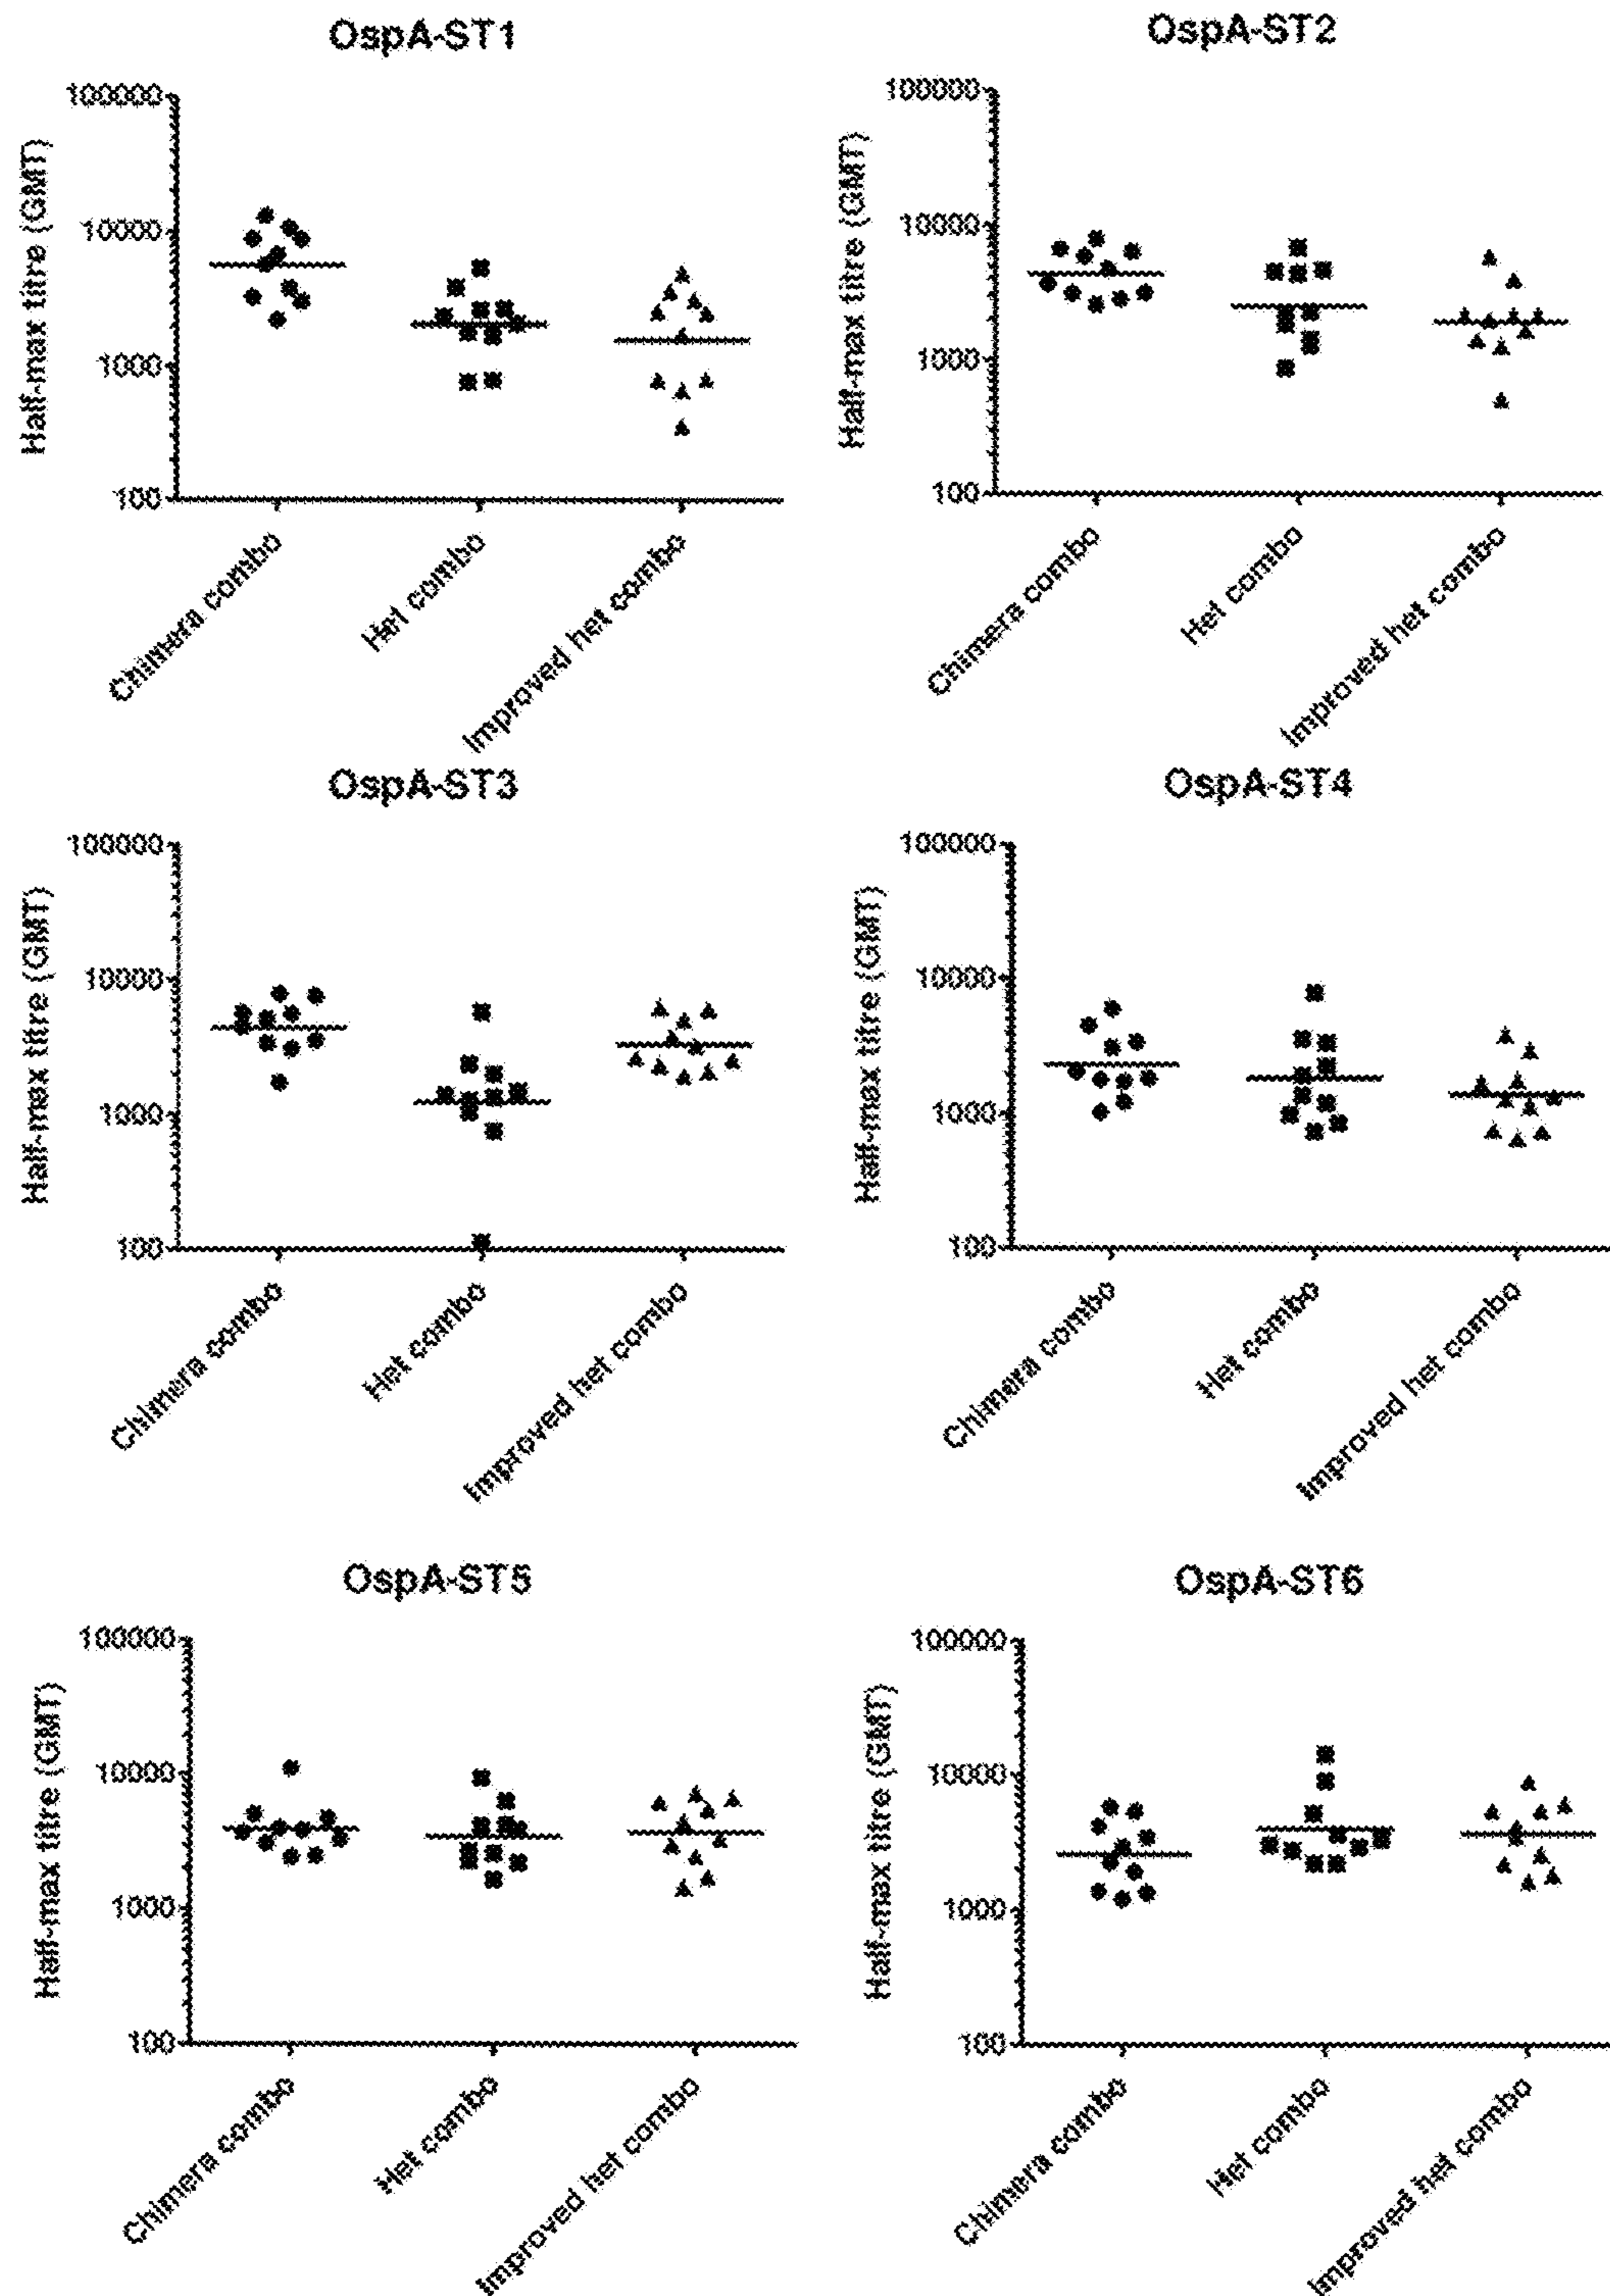 OspA-ST1
Half-max titre (GMT)
100000
10000
1000
100
Chimera combo
Het combo
Improved het combo
OspA-ST2
Half-max titre (GMT)
100000
10000
1000
100
Chimera combo
Het combo
Improved het combo
OspA-ST3
Half-max titre (GMT)
100000
10000
1000
100
Chimera combo
Het combo
Improved het combo
OspA-ST4
Half-max titre (GMT)
100000
10000
1000
100
Chimera combo
Het combo
Improved het combo
OspA-ST5
Half-max titre (GMT)
100000
10000
1000
100
Chimera combo
Het combo
Improved het combo
OspA-ST6
Half-max titre (GMT)
100000
10000
1000
100
Chimera combo
Het combo
Improved het combo